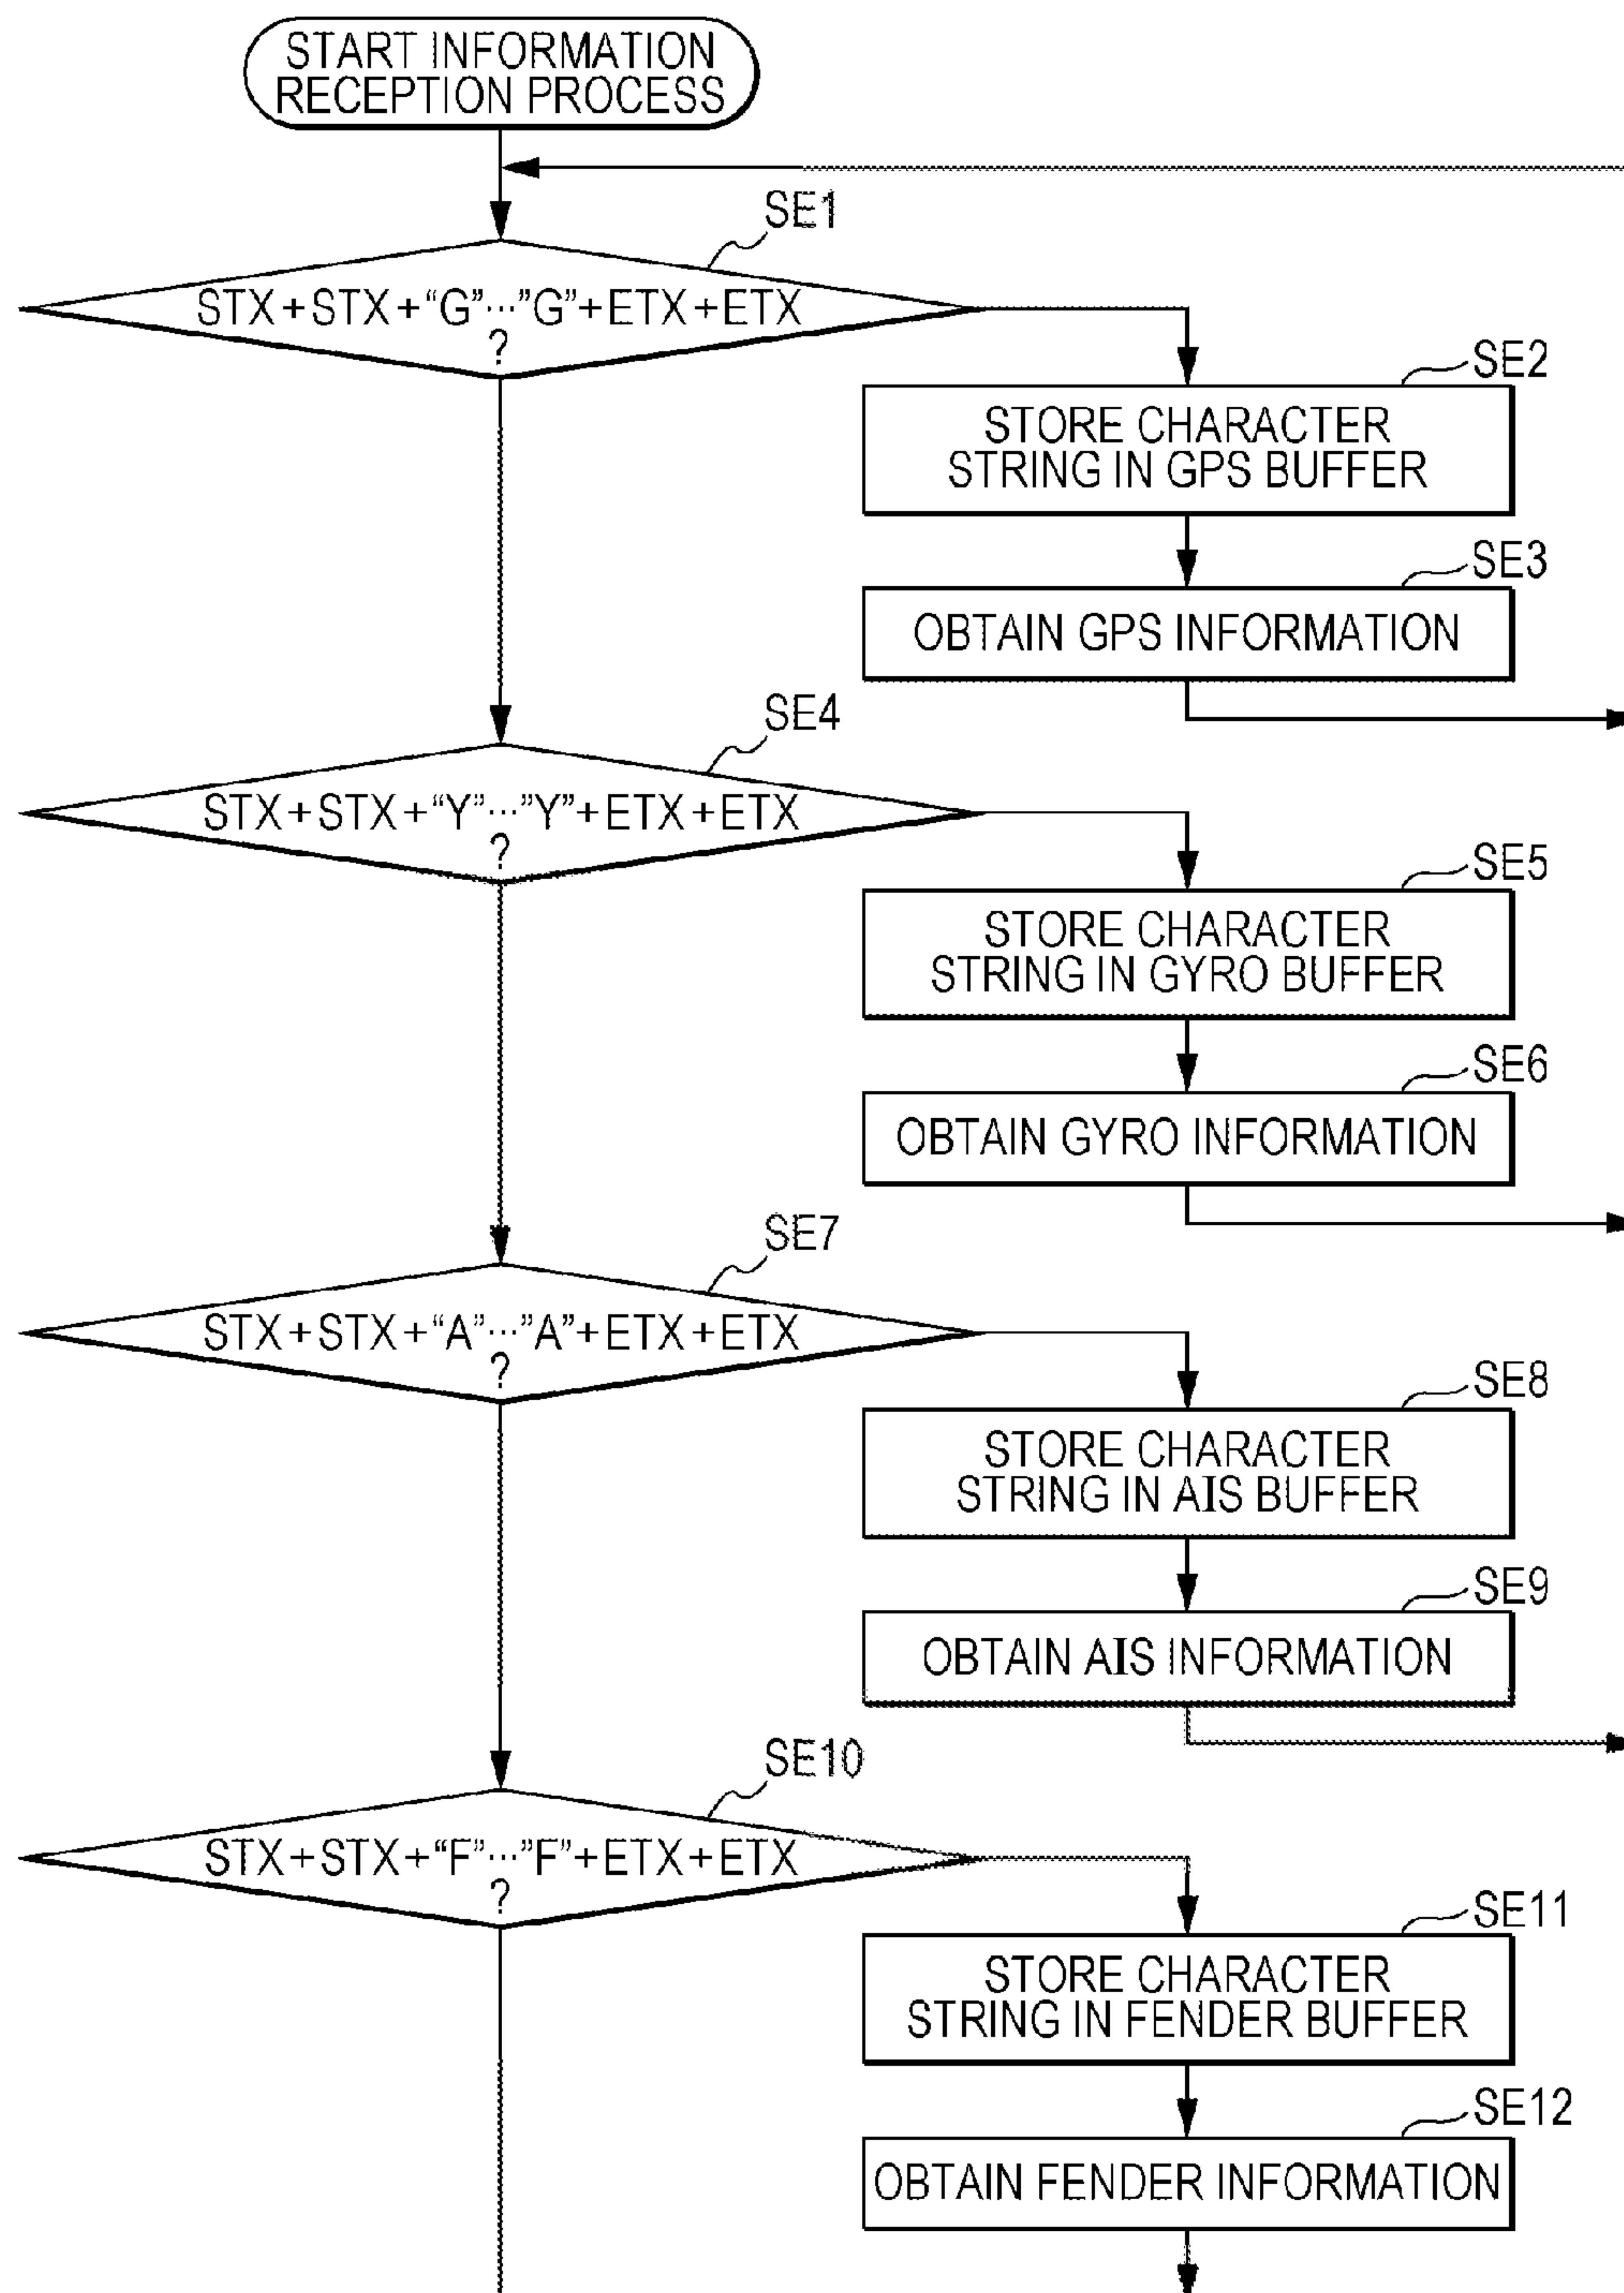 START INFORMATION
RECEPTION PROCESS
SE1
STX+STX+“G”···”G”+ETX+ETX
?
SE2
STORE CHARACTER
STRING IN GPS BUFFER
SE3
OBTAIN GPS INFORMATION
SE4
STX+STX+“Y”···”Y”+ETX+ETX
?
SE5
STORE CHARACTER
STRING IN GYRO BUFFER
SE6
OBTAIN GYRO INFORMATION
SE7
STX+STX+“A”···”A”+ETX+ETX
?
SE8
STORE CHARACTER
STRING IN AIS BUFFER
SE9
OBTAIN AIS INFORMATION
SE10
STX+STX+“F”···”F”+ETX+ETX
?
SE11
STORE CHARACTER
STRING IN FENDER BUFFER
SE12
OBTAIN FENDER INFORMATION